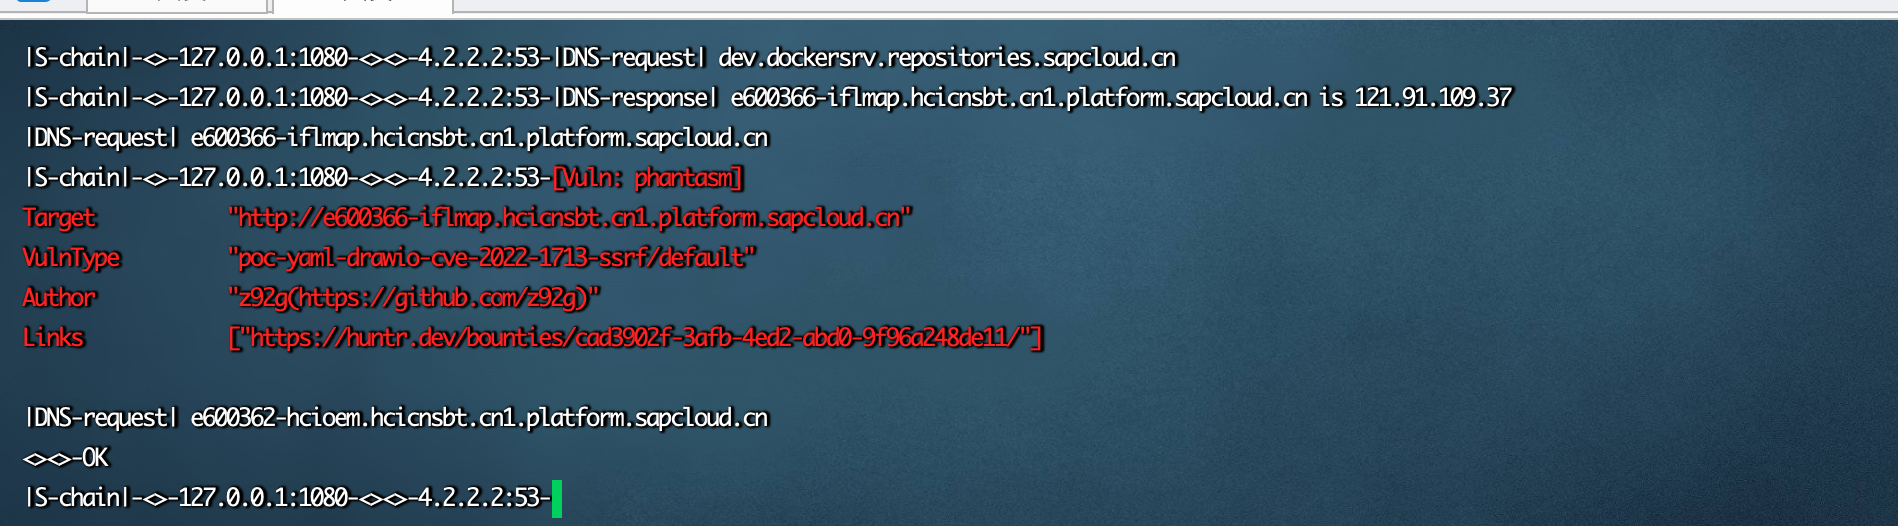 |S-chain|-<>-127.0.0.1:1080-<><>-4.2.2.2:53-|DNS-request| dev.dockersrv.repositories.sapcloud.cn
|S-chain|-<>-127.0.0.1:1080-<><>-4.2.2.2:53-|DNS-response| e600366-iflmap.hcicnsbt.cn1.platform.sapcloud.cn is 121.91.109.37
|DNS-request| e600366-iflmap.hcicnsbt.cn1.platform.sapcloud.cn
|S-chain|-<>-127.0.0.1:1080-<><>-4.2.2.2:53-[Vuln: phantasm]
Target "http://e600366-iflmap.hcicnsbt.cn1.platform.sapcloud.cn"
VulnType "poc-yaml-drawio-cve-2022-1713-ssrf/default"
Author "z92g(https://github.com/z92g)"
Links ["https://huntr.dev/bounties/cad3902f-3afb-4ed2-abd0-9f96a248de11/"]
|DNS-request| e600362-hcioem.hcicnsbt.cn1.platform.sapcloud.cn
<><>-OK
|S-chain|-<>-127.0.0.1:1080-<><>-4.2.2.2:53-